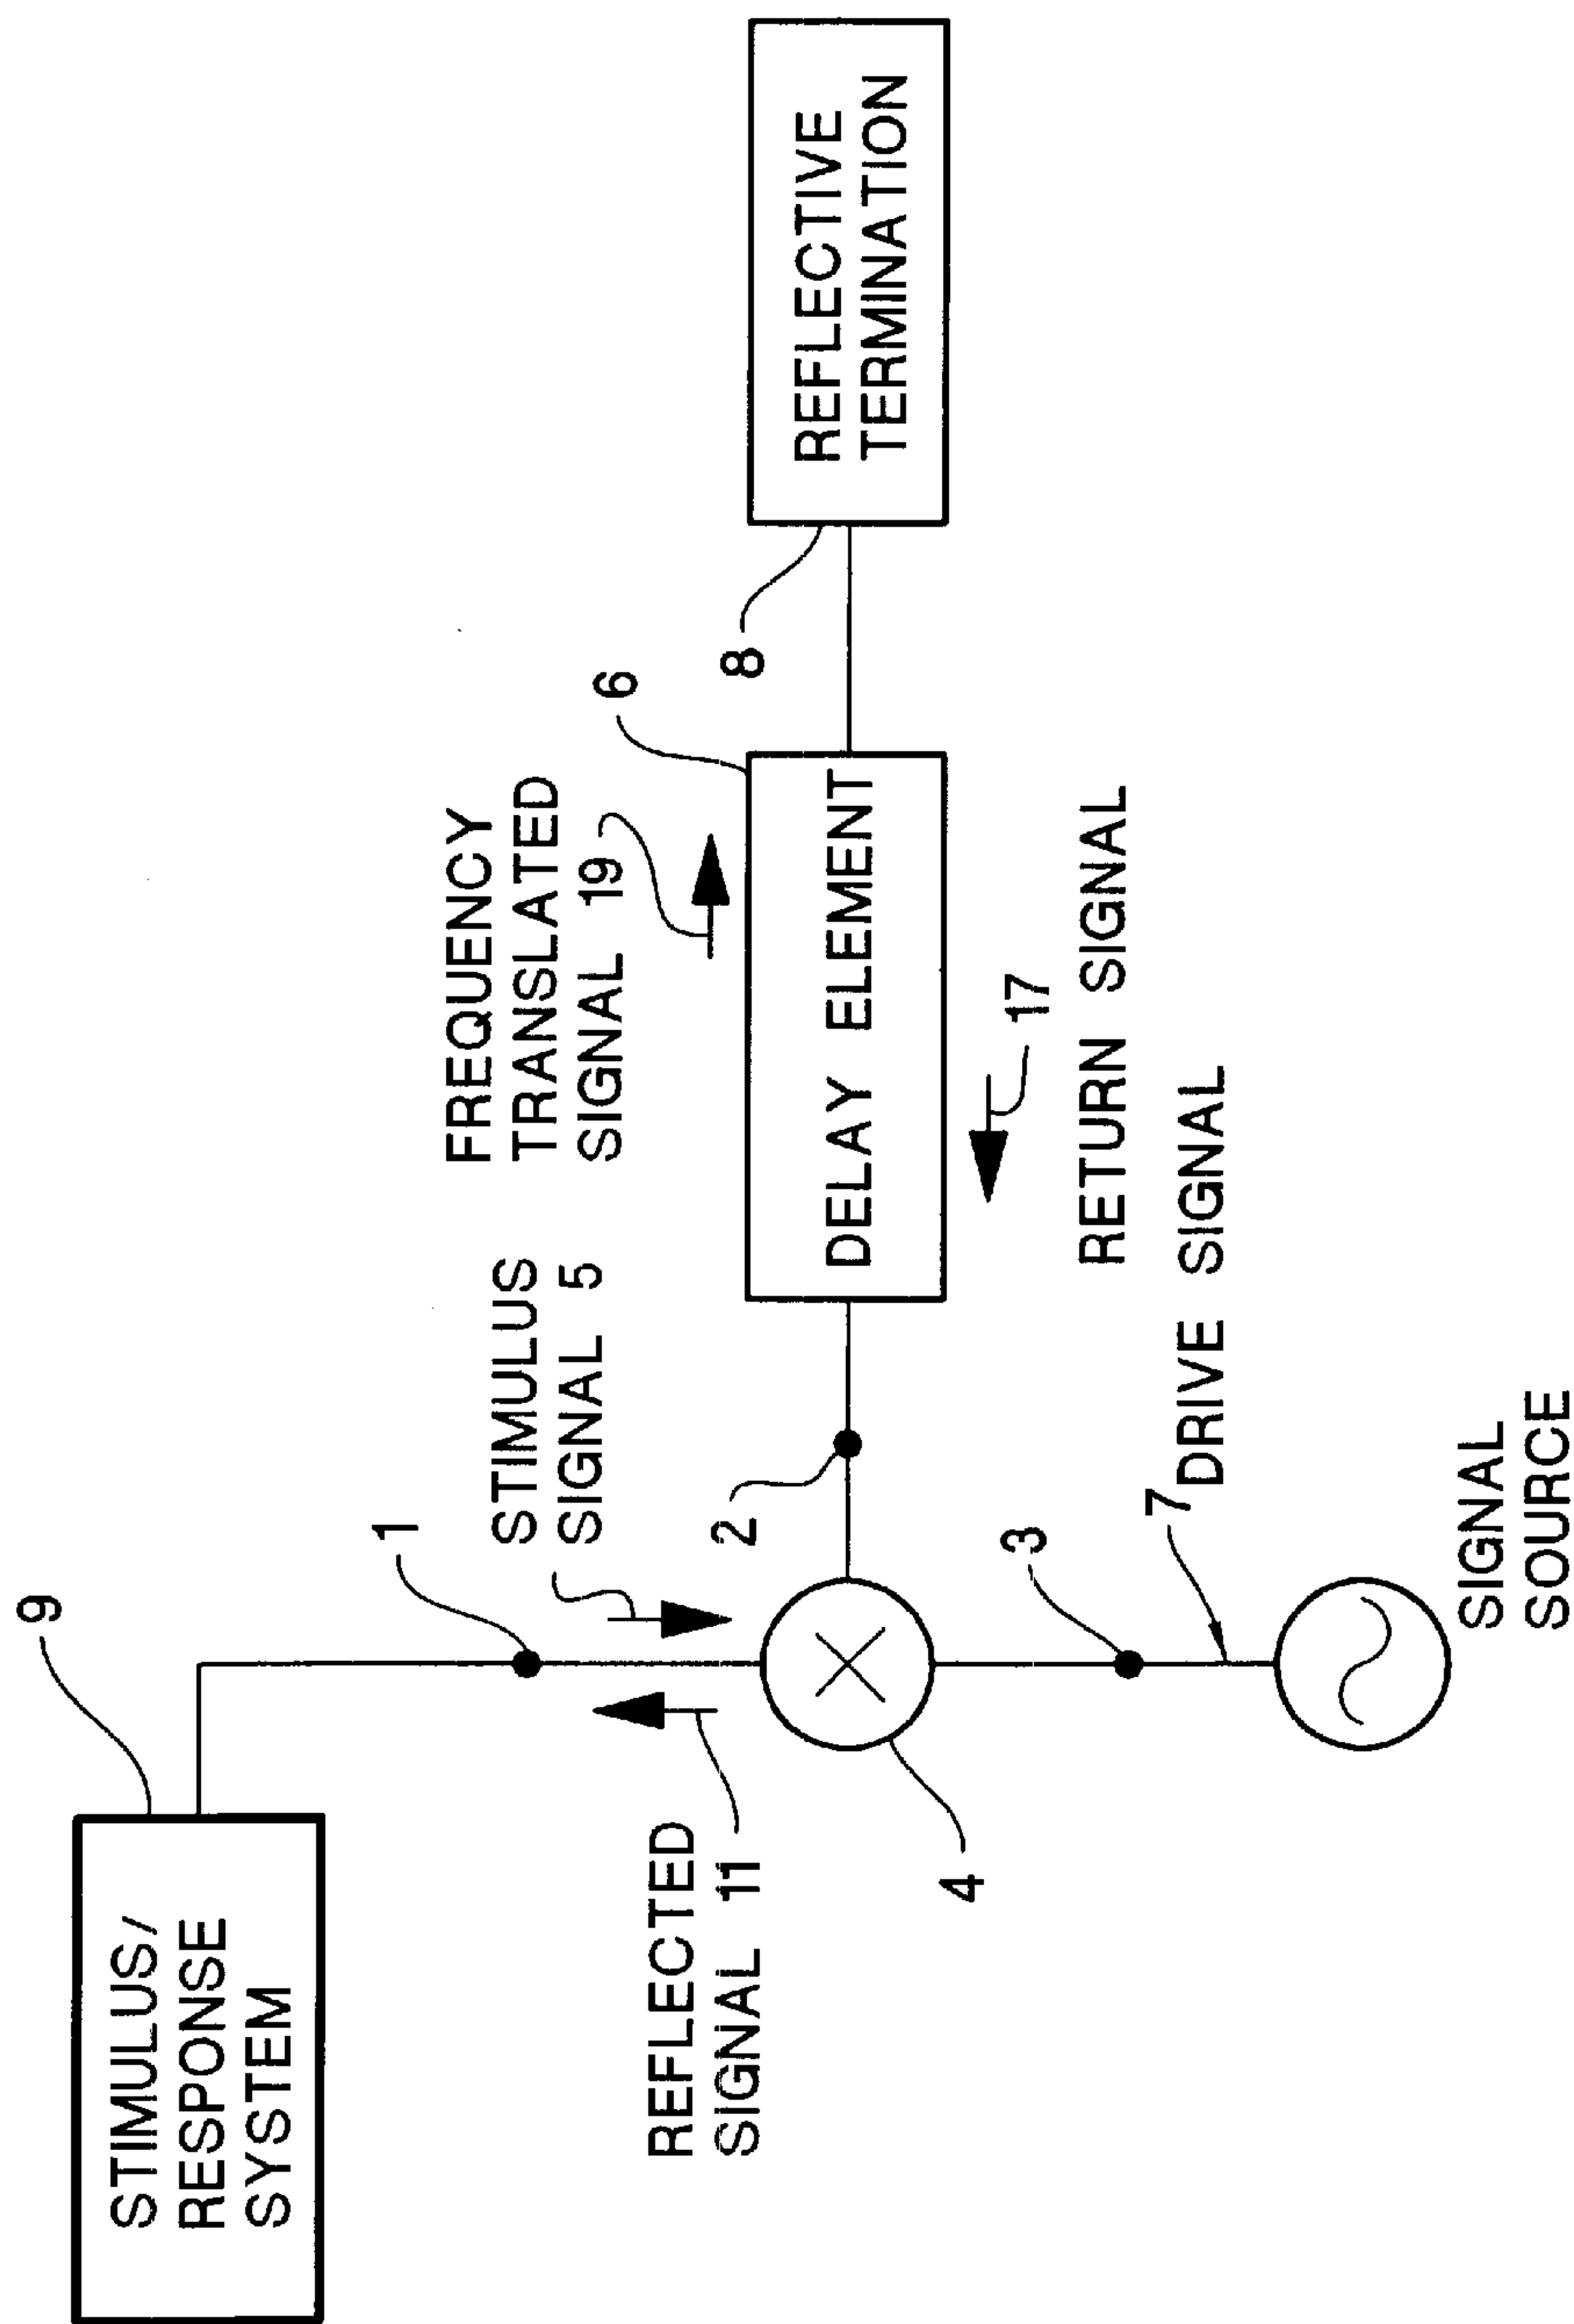 9
STIMULUS/
RESPONSE
SYSTEM
1
STIMULUS
SIGNAL 5
REFLECTED
SIGNAL 11
4
2
FREQUENCY
TRANSLATED
SIGNAL 19
6
8
DELAY ELEMENT
REFLECTIVE
TERMINATION
17
RETURN SIGNAL
3
7
DRIVE SIGNAL
SIGNAL
SOURCE